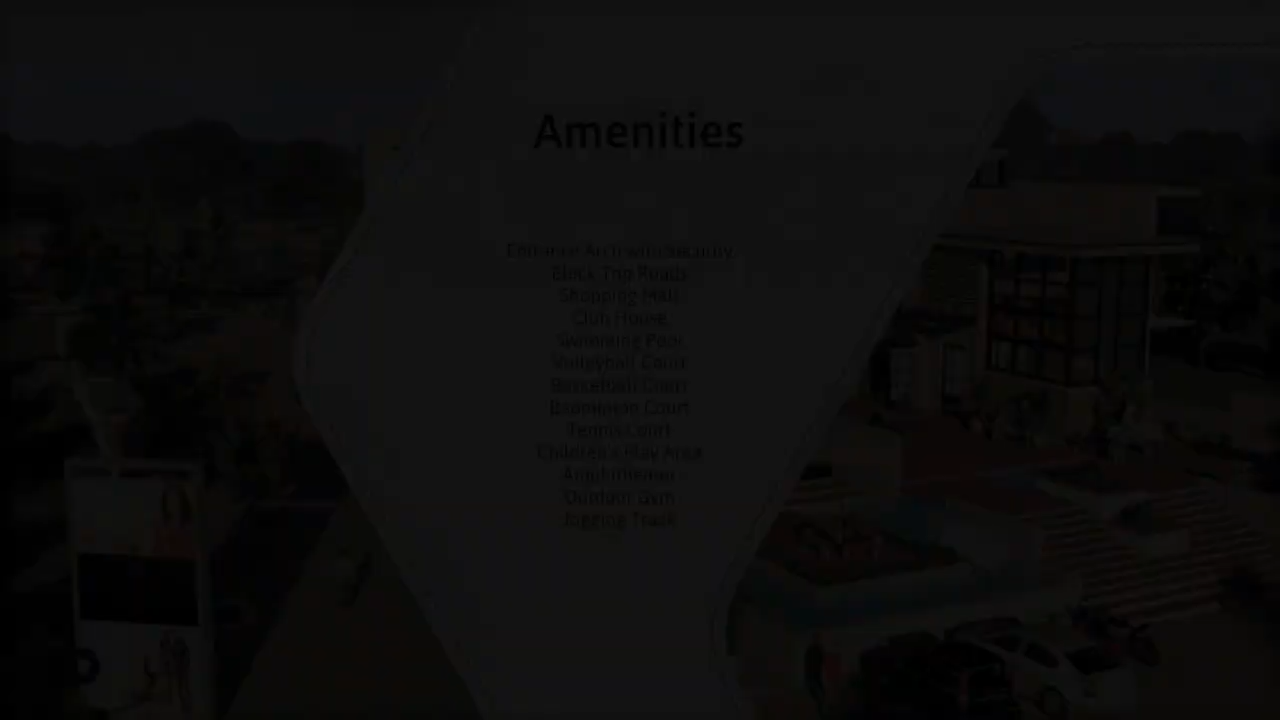 Amenities
Entrance Arch with Security
Black Top Roads
Shopping Mall
Club House
Swimming Pool
Volleyball Court
Basketball Court
Badminton Court
Tennis Court
Children's Play Area
Amphitheater
Outdoor Gym
Jogging Track